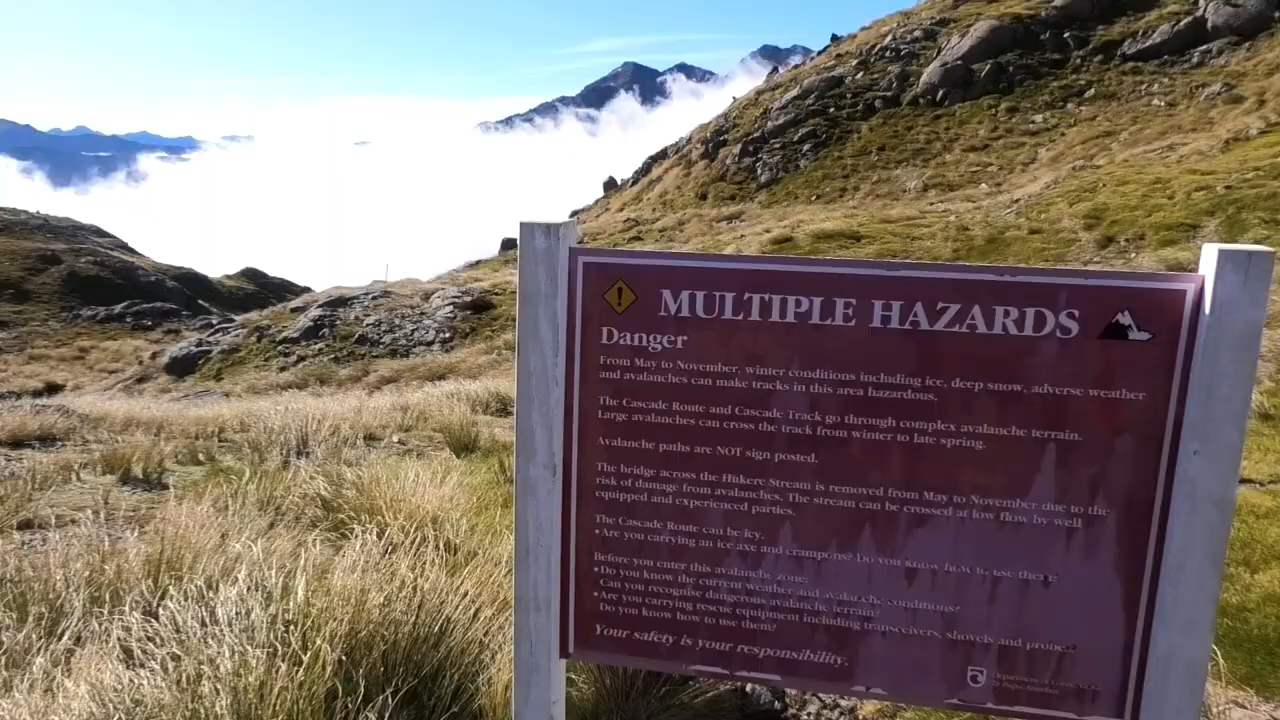 MULTIPLE HAZARDS
Danger
From May to November, winter conditions including ice, deep snow, adverse weather
and avalanches can make tracks in this area hazardous.
The Cascade Route and Cascade Track go through complex avalanche terrain.
Large avalanches can cross the track from winter to late spring.
Avalanche paths are NOT sign posted.
The bridge across the Hūkere Stream is removed from May to November due to the
risk of damage from avalanches. The stream can be crossed at low flow by well
equipped and experienced parties.
The Cascade Route can be icy.
• Are you carrying an ice axe and crampons? Do you know how to use them?
Before you enter this avalanche zone:
• Do you know the current weather and avalanche conditions?
Can you recognise dangerous avalanche terrain?
• Are you carrying rescue equipment including transceivers, shovels and probes?
Do you know how to use them?
Your safety is your responsibility.
Department of Conservation
Te Papa Atawhai